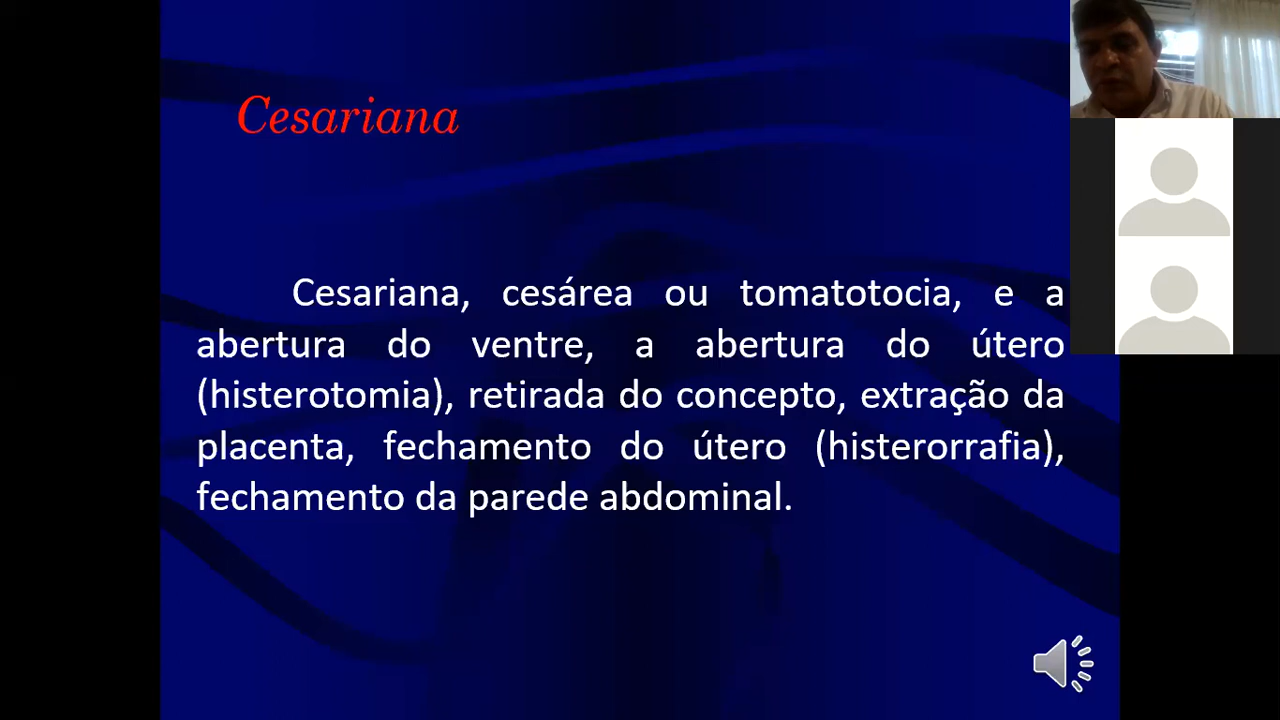 Cesariana
Cesariana, cesárea ou tomatotocia, e a
abertura do ventre, a abertura do útero
(histerotomia), retirada do concepto, extração da
placenta, fechamento do útero (histerorrafia),
fechamento da parede abdominal.